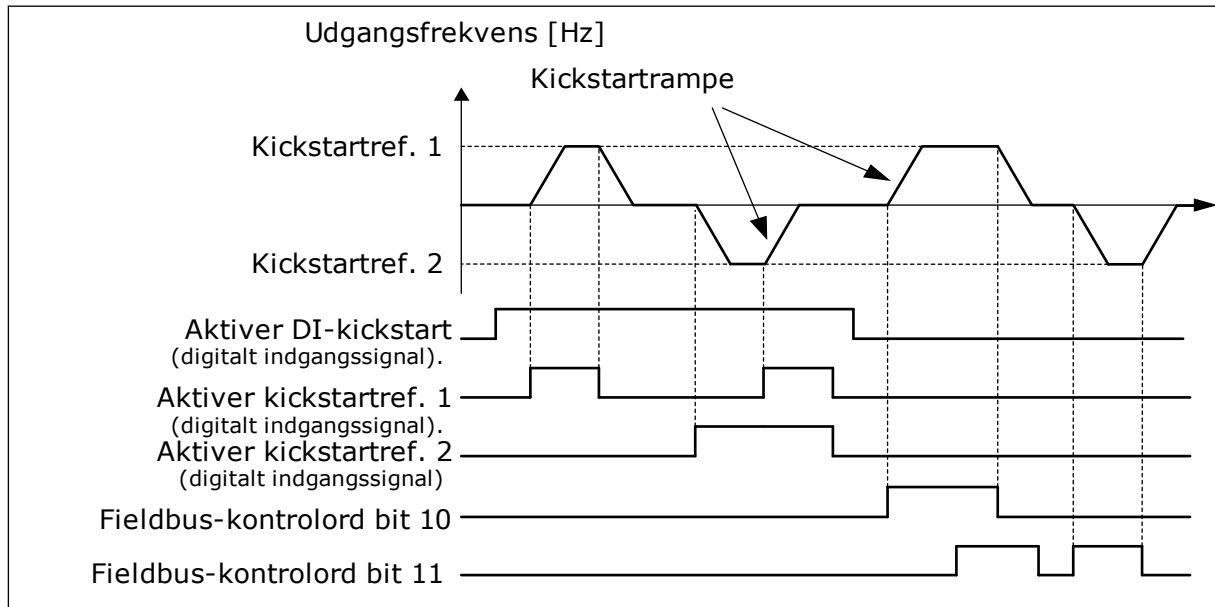 Udgangsfrekvens [Hz]
Kickstartrampe
Kickstartref. 1
Kickstartref. 2
Aktiver DI-kickstart
(digitalt indgangssignal).
Aktiver kickstartref. 1
(digitalt indgangssignal).
Aktiver kickstartref. 2
(digitalt indgangssignal)
Fieldbus-kontrolord bit 10
Fieldbus-kontrolord bit 11